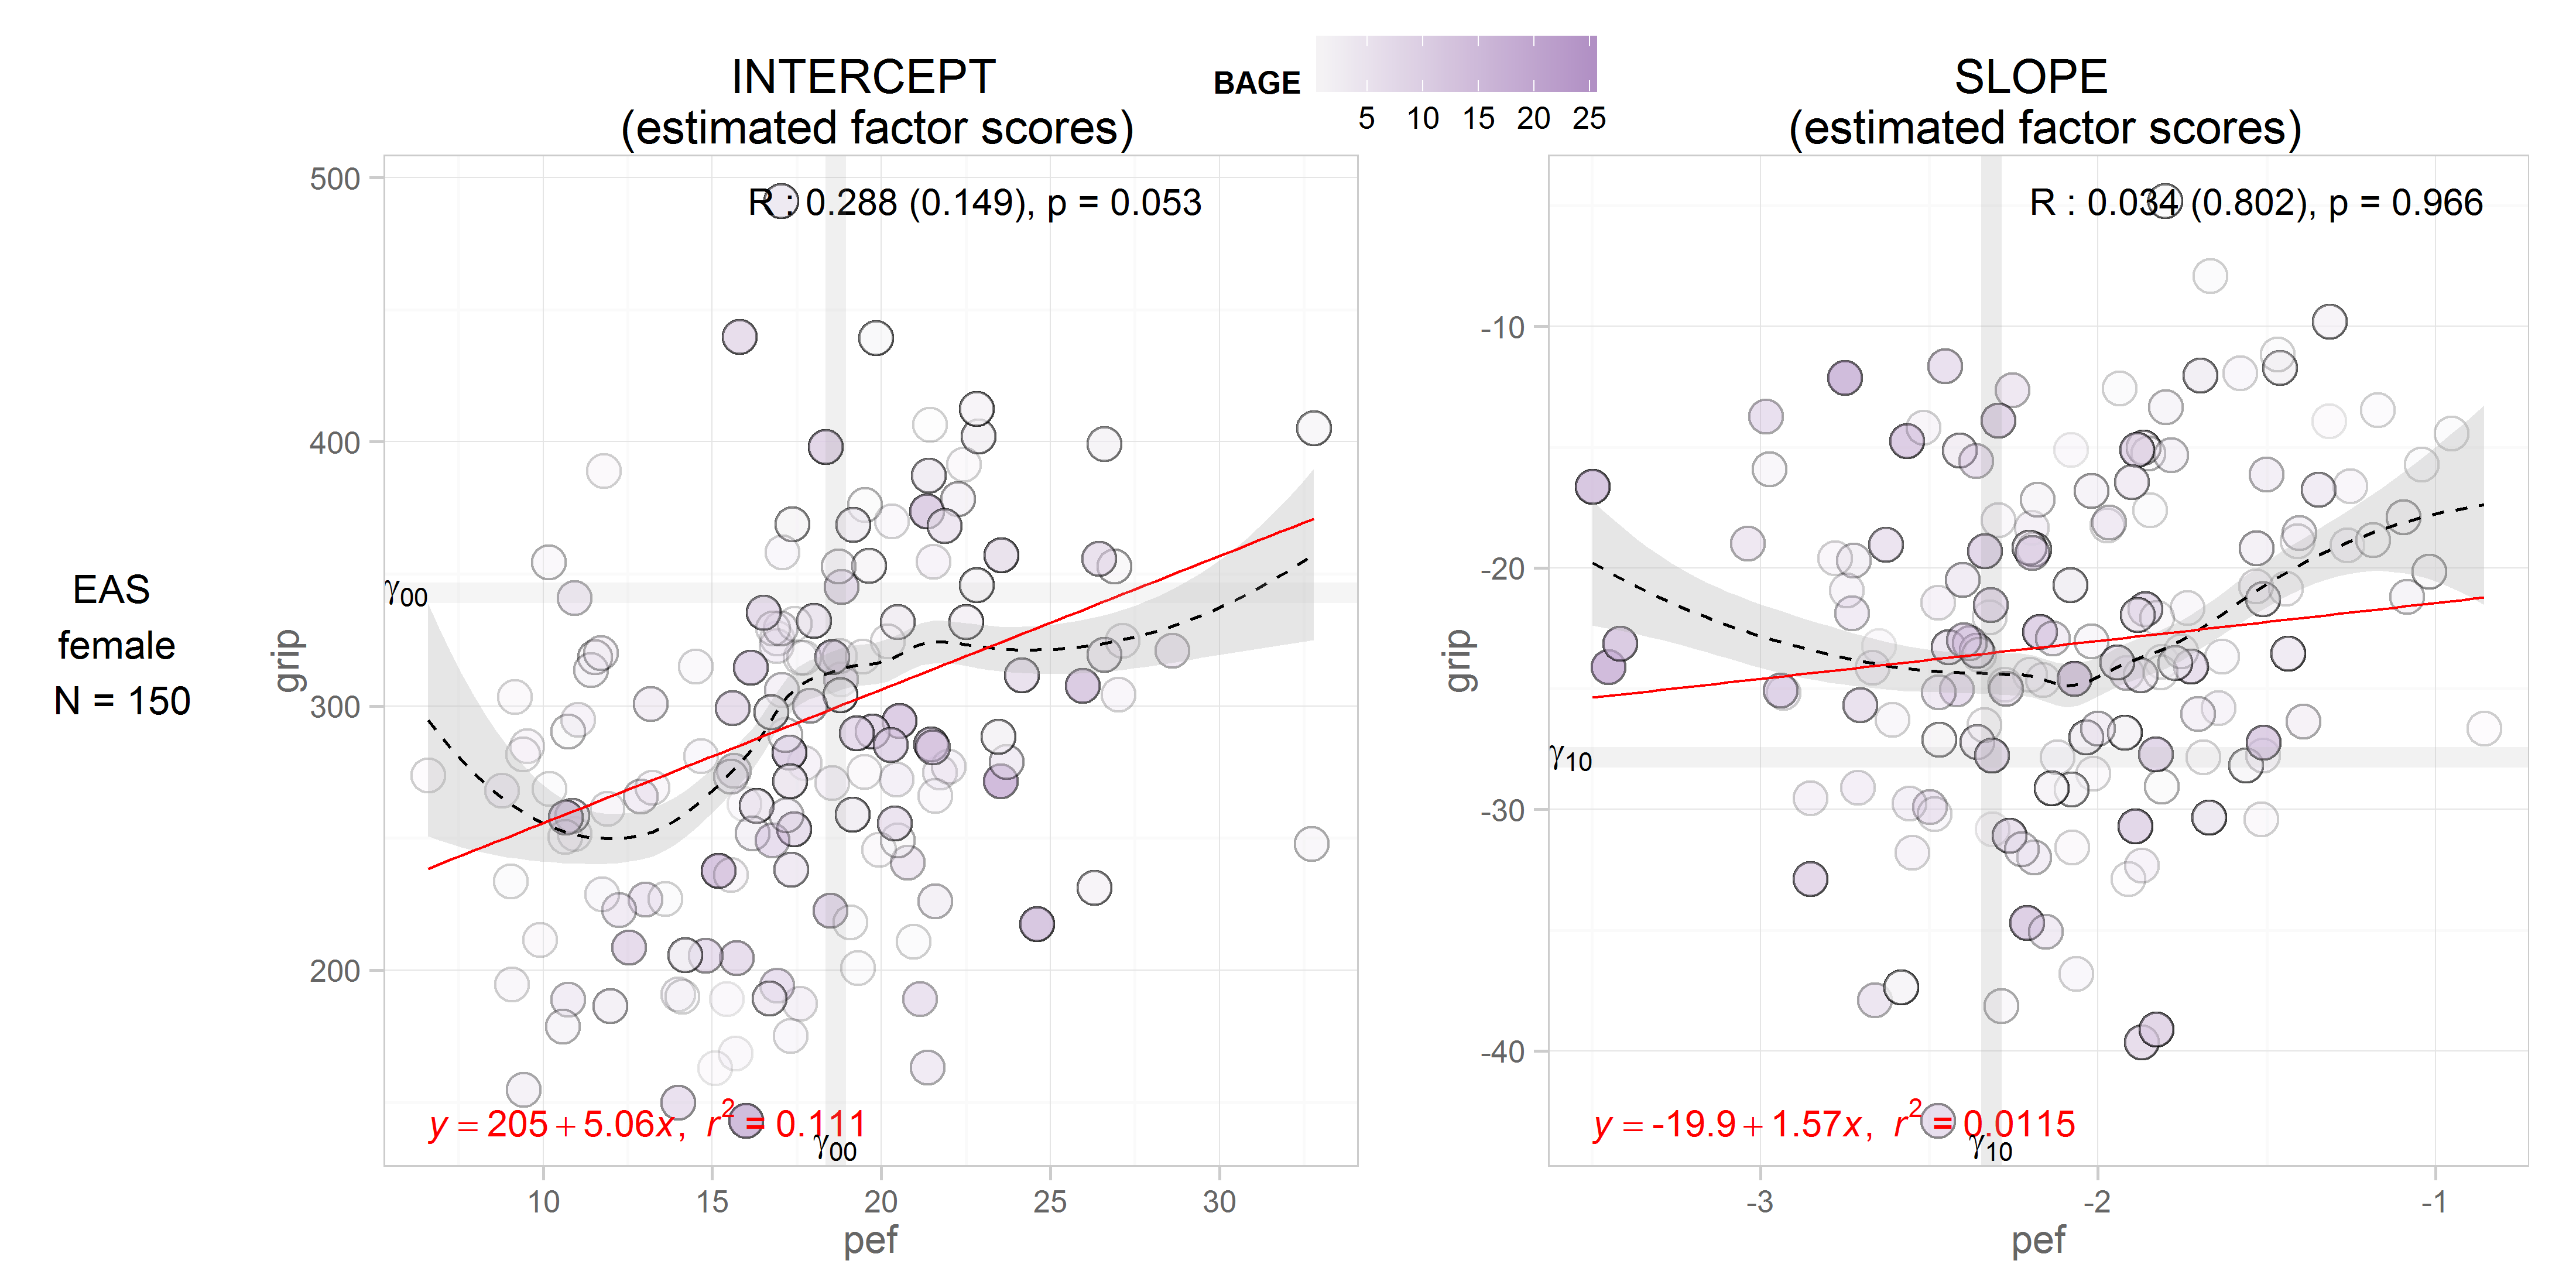 INTERCEPT
(estimated factor scores)
BAGE
5 10 15 20 25
SLOPE
(estimated factor scores)
EAS
female
N = 150
grip
500
400
300
200
R : 0.288 (0.149), p = 0.053
γ00
y = 205 + 5.06x, r2 = 0.111
γ00
10 15 20 25 30
pef
grip
-10
-20
-30
-40
R : 0.034 (0.802), p = 0.966
γ10
y = -19.9 + 1.57x, r2 = 0.0115
γ10
-3 -2 -1
pef